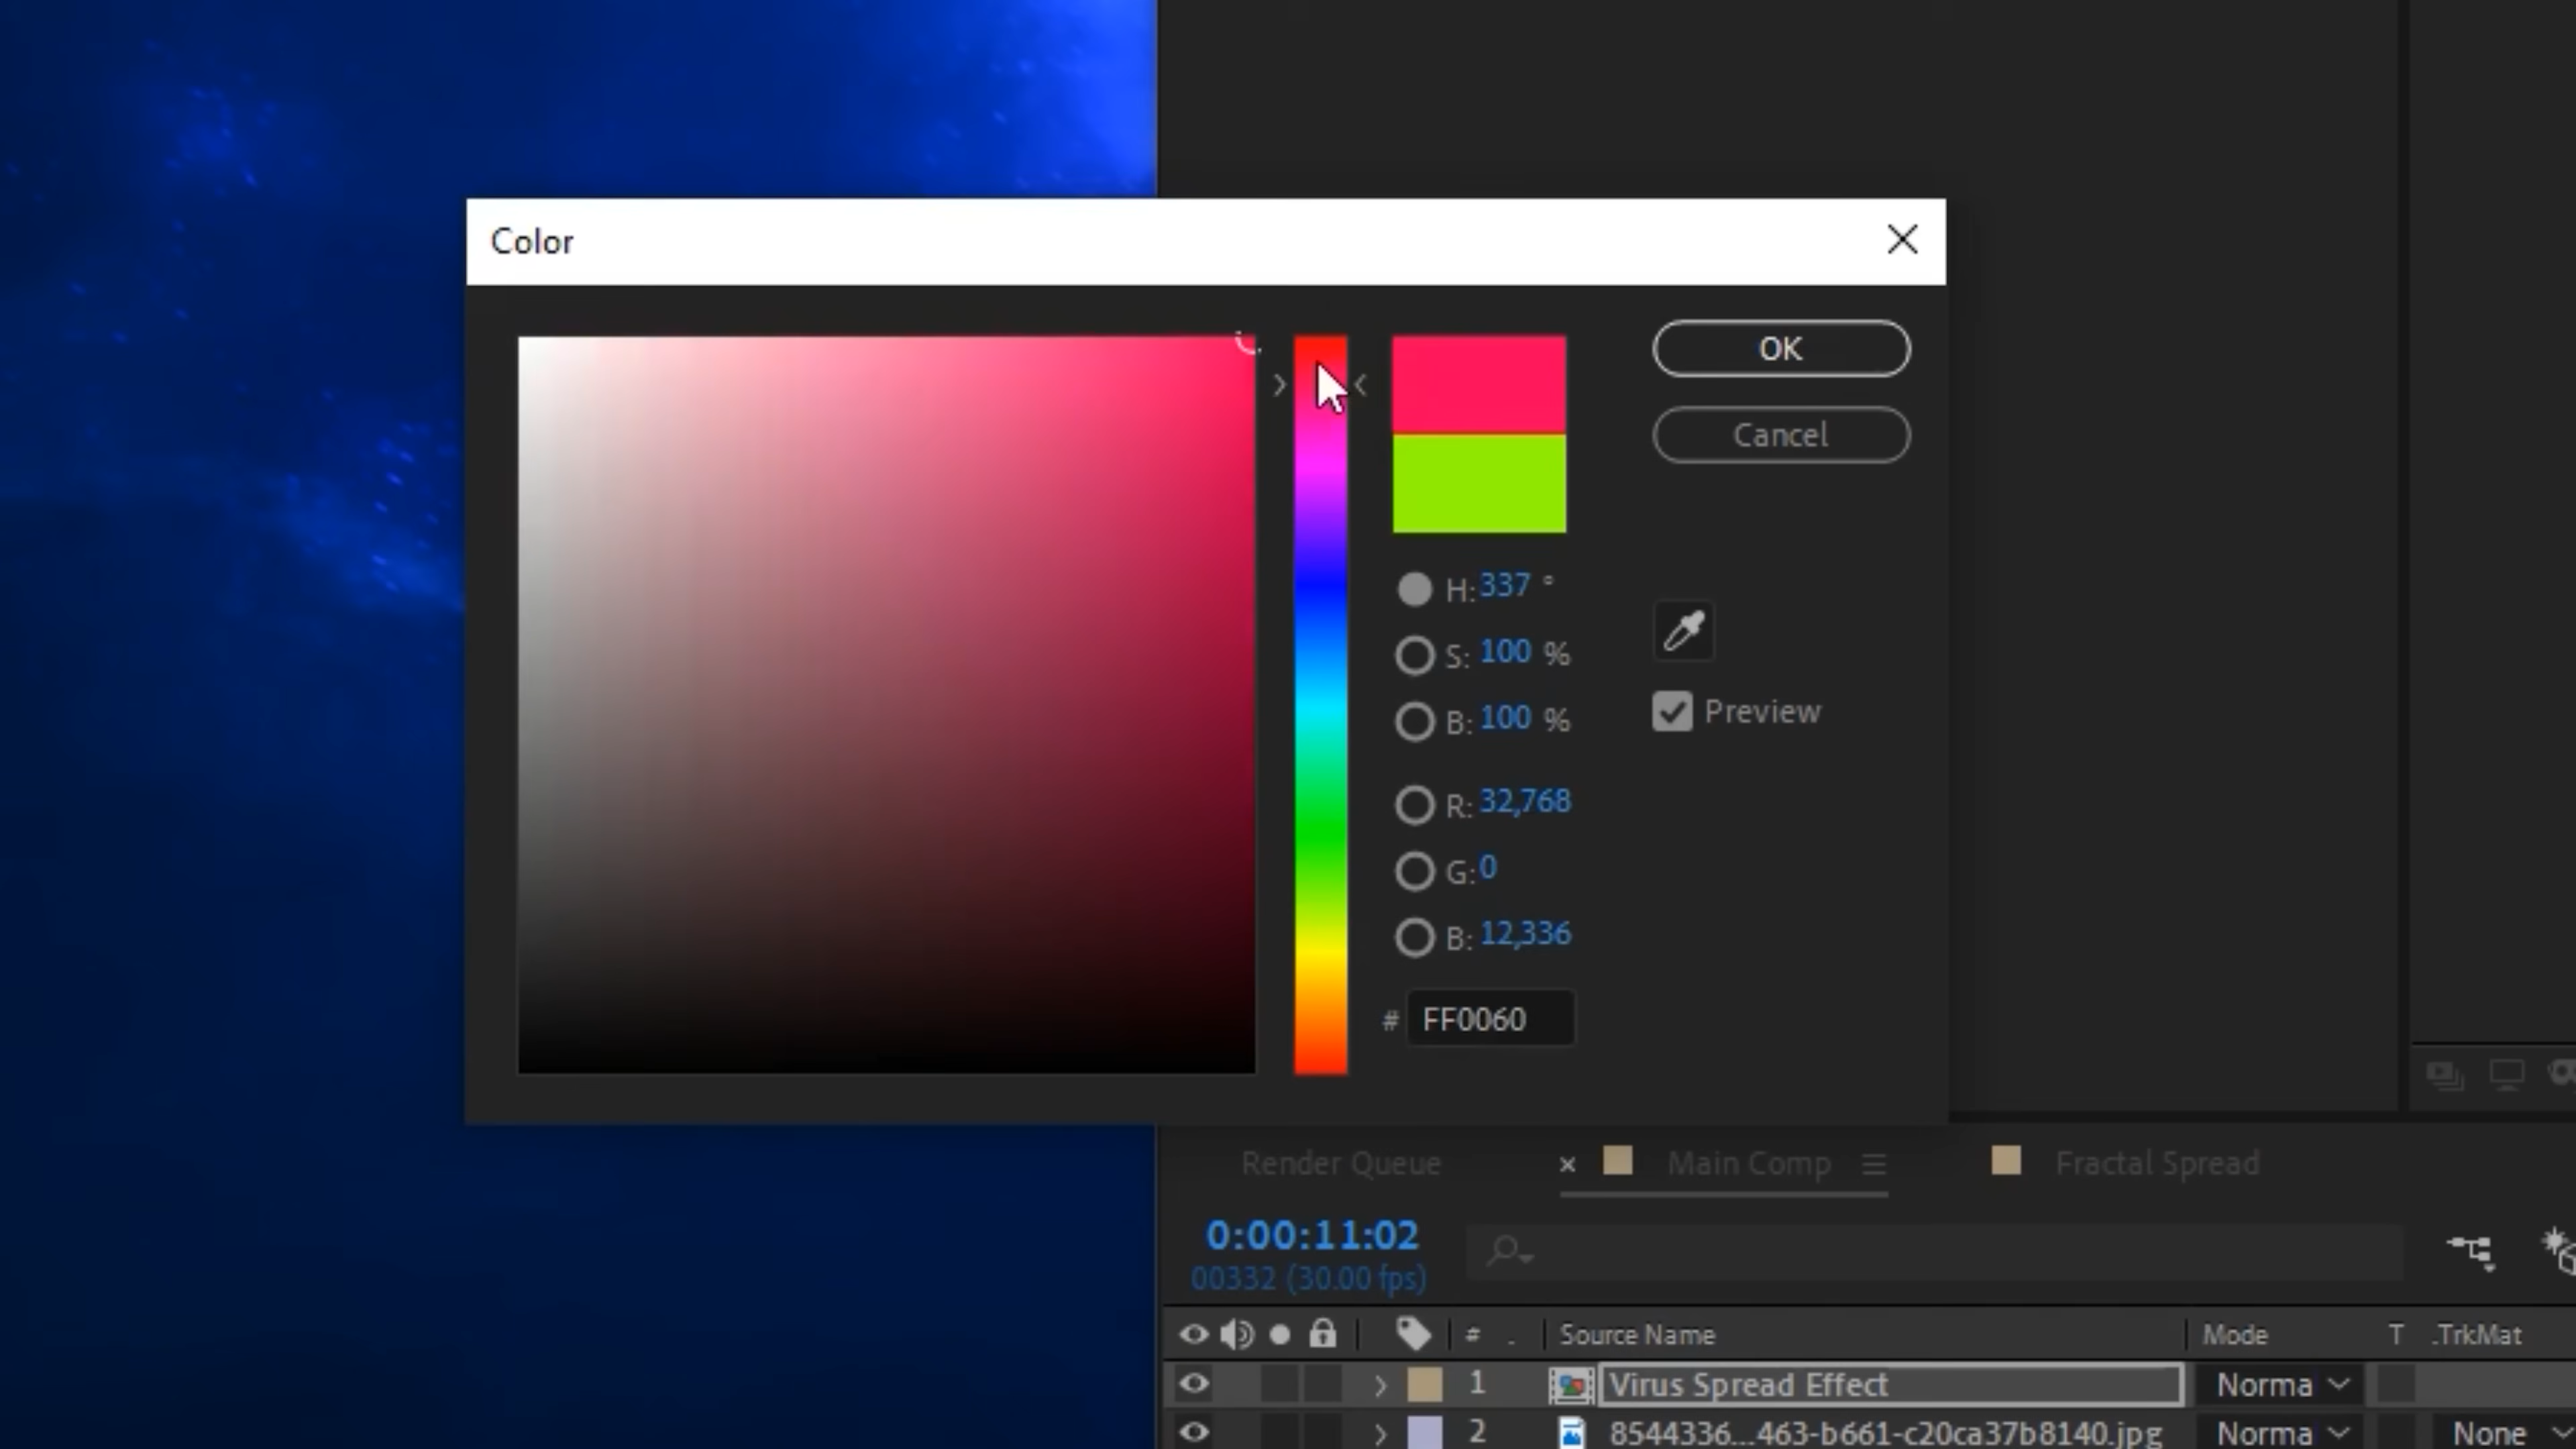 Color
OK
Cancel
H: 337 °
S: 100 %
B: 100 %
Preview
R: 32,768
G: 0
B: 12,336
# FF0060
Render Queue
× Main Comp
Fractal Spread
0:00:11:02
00332 (30.00 fps)
# . Source Name Mode T .TrkMat
1 Virus Spread Effect Norma
2 8544336...463-b661-c20ca37b8140.jpg Norma None